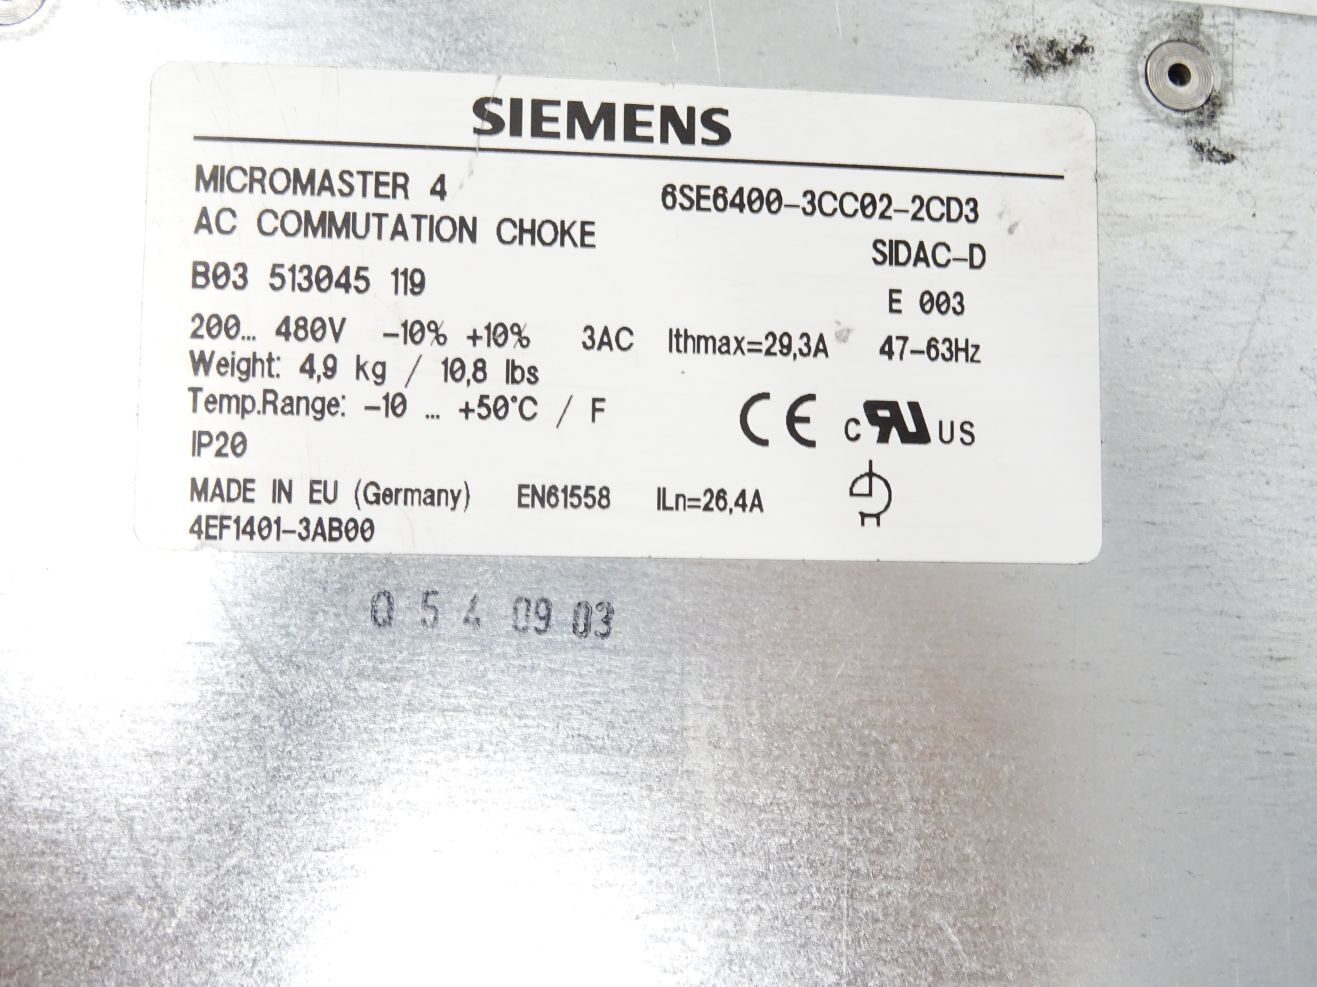 SIEMENS
MICROMASTER 4 6SE6400-3CC02-2CD3
AC COMMUTATION CHOKE SIDAC-D
B03 513045 119 E 003
200... 480V -10% +10% 3AC Ithmax=29,3A 47-63Hz
Weight: 4,9 kg / 10,8 lbs
Temp.Range: -10 ... +50°C / F
IP20 CE c RU US
MADE IN EU (Germany) EN61558 ILn=26,4A
4EF1401-3AB00
0 5 4 09 03